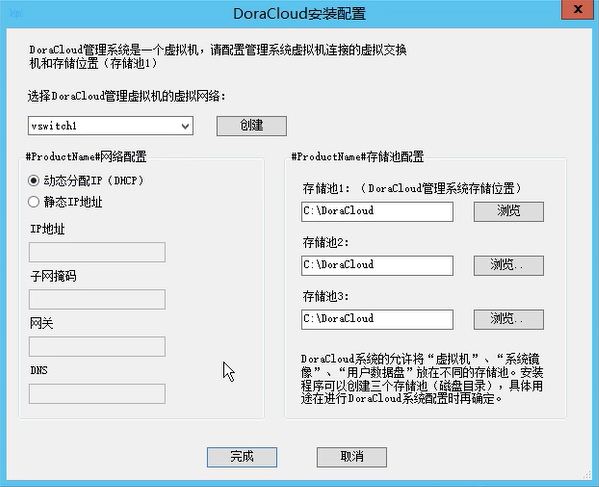 DoraCloud安装配置
DoraCloud管理系统是一个虚拟机，请配置管理系统虚拟机连接的虚拟交换
机和存储位置（存储池1）
选择DoraCloud管理虚拟机的虚拟网络：
vswitch1
创建
#ProductName#网络配置
动态分配IP（DHCP）
静态IP地址
IP地址
子网掩码
网关
DNS
#ProductName#存储池配置
存储池1：（DoraCloud管理系统存储位置）
C:\DoraCloud
浏览
存储池2：
C:\DoraCloud
浏览..
存储池3：
C:\DoraCloud
浏览..
DoraCloud系统的允许将“虚拟机”、“系统镜
像”、“用户数据盘”放在不同的存储池。安装
程序可以创建三个存储池（磁盘目录），具体用
途在进行DoraCloud系统配置时再确定。
完成
取消